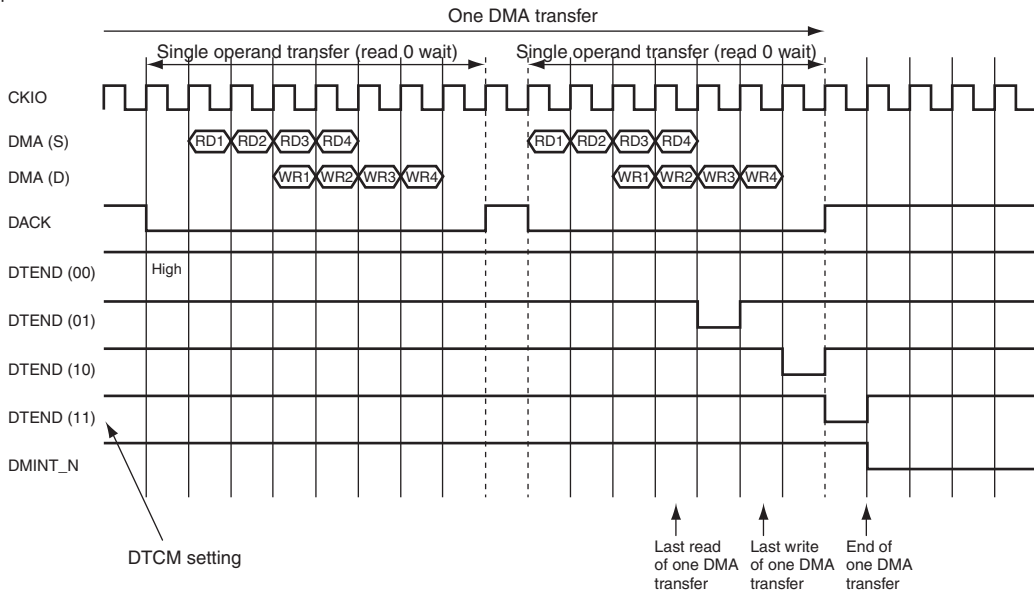 One DMA transfer
Single operand transfer (read 0 wait) Single operand transfer (read 0 wait)
CKIO
DMA (S) RD1 RD2 RD3 RD4 RD1 RD2 RD3 RD4
DMA (D) WR1 WR2 WR3 WR4 WR1 WR2 WR3 WR4
DACK
DTEND (00) High
DTEND (01)
DTEND (10)
DTEND (11)
DMINT_N
DTCM setting
Last read
of one DMA
transfer
Last write
of one DMA
transfer
End of
one DMA
transfer